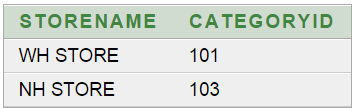 STORENAME CATEGORYID
WH STORE 101
NH STORE 103